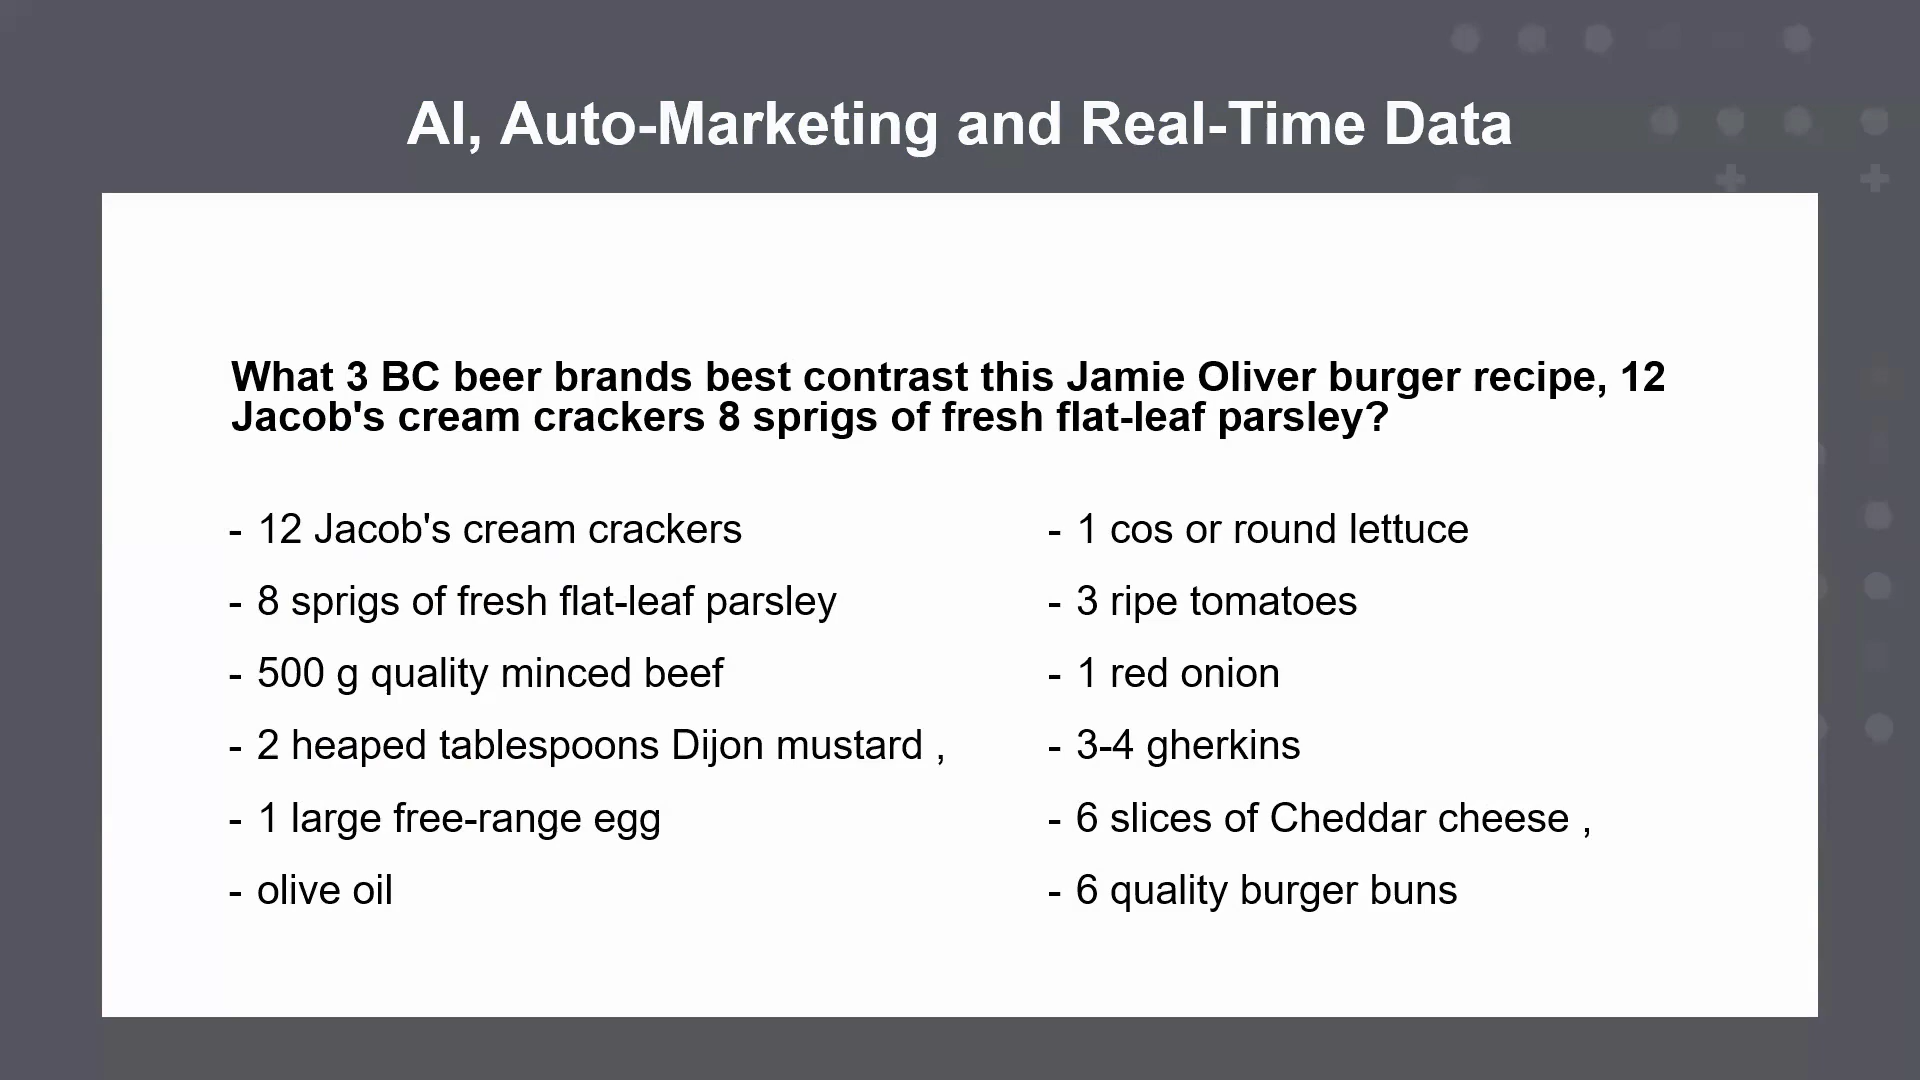 AI, Auto-Marketing and Real-Time Data
What 3 BC beer brands best contrast this Jamie Oliver burger recipe, 12
Jacob's cream crackers 8 sprigs of fresh flat-leaf parsley?
- 12 Jacob's cream crackers
- 8 sprigs of fresh flat-leaf parsley
- 500 g quality minced beef
- 2 heaped tablespoons Dijon mustard ,
- 1 large free-range egg
- olive oil
- 1 cos or round lettuce
- 3 ripe tomatoes
- 1 red onion
- 3-4 gherkins
- 6 slices of Cheddar cheese ,
- 6 quality burger buns